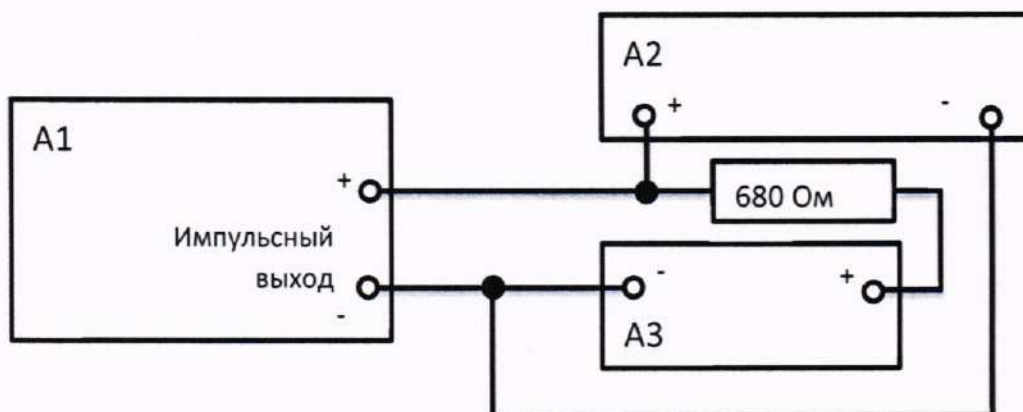 A2
+ -
A1
+
680 Ом
Импульсный
выход
- +
-
A3